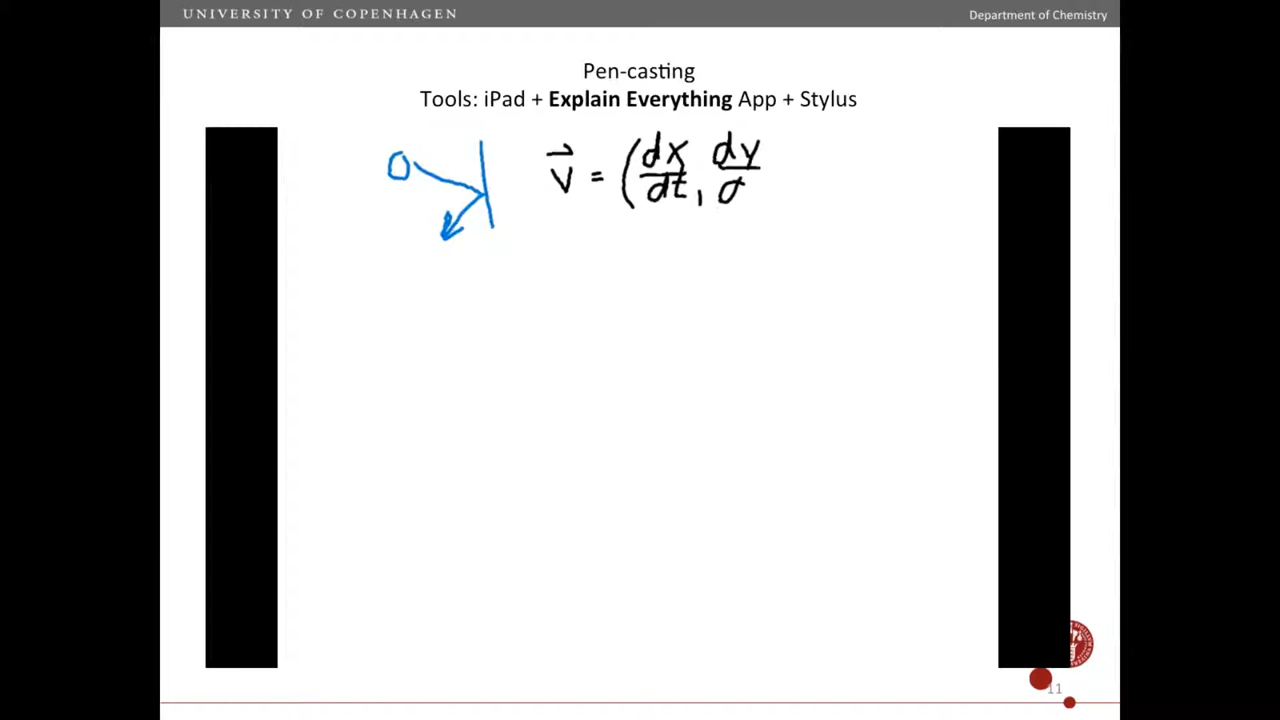 UNIVERSITY OF COPENHAGEN
Department of Chemistry
Pen-casting
Tools: iPad + Explain Everything App + Stylus
v⃗ = (dx/dt, dy/d
11